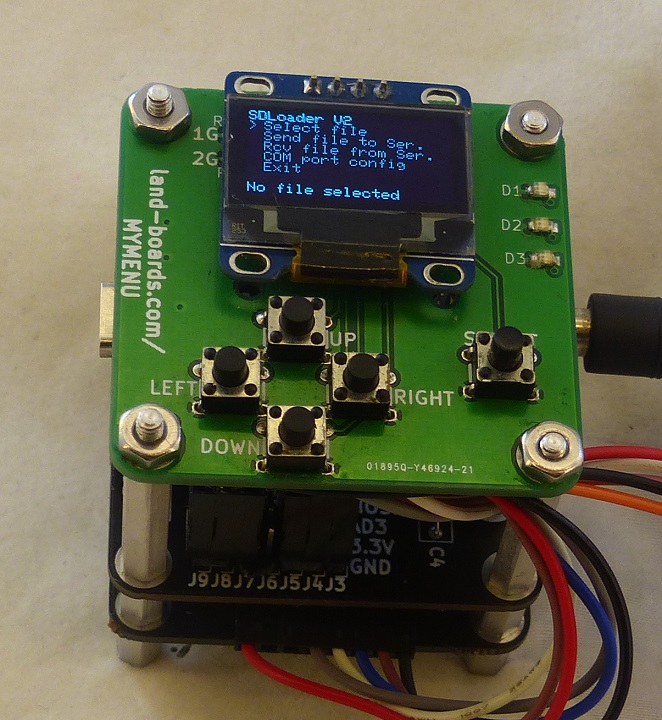 SDLoader V2
> Select file
Send file to Ser.
Rcv file from Ser.
COM port config
Exit
No file selected
1G
2G
D1
D2
D3
land-boards.com/
MYMENU
UP
LEFT
RIGHT
DOWN
01895Q-Y46924-21
3.3V
GND
J9J8J7J6J5J4J3
C4